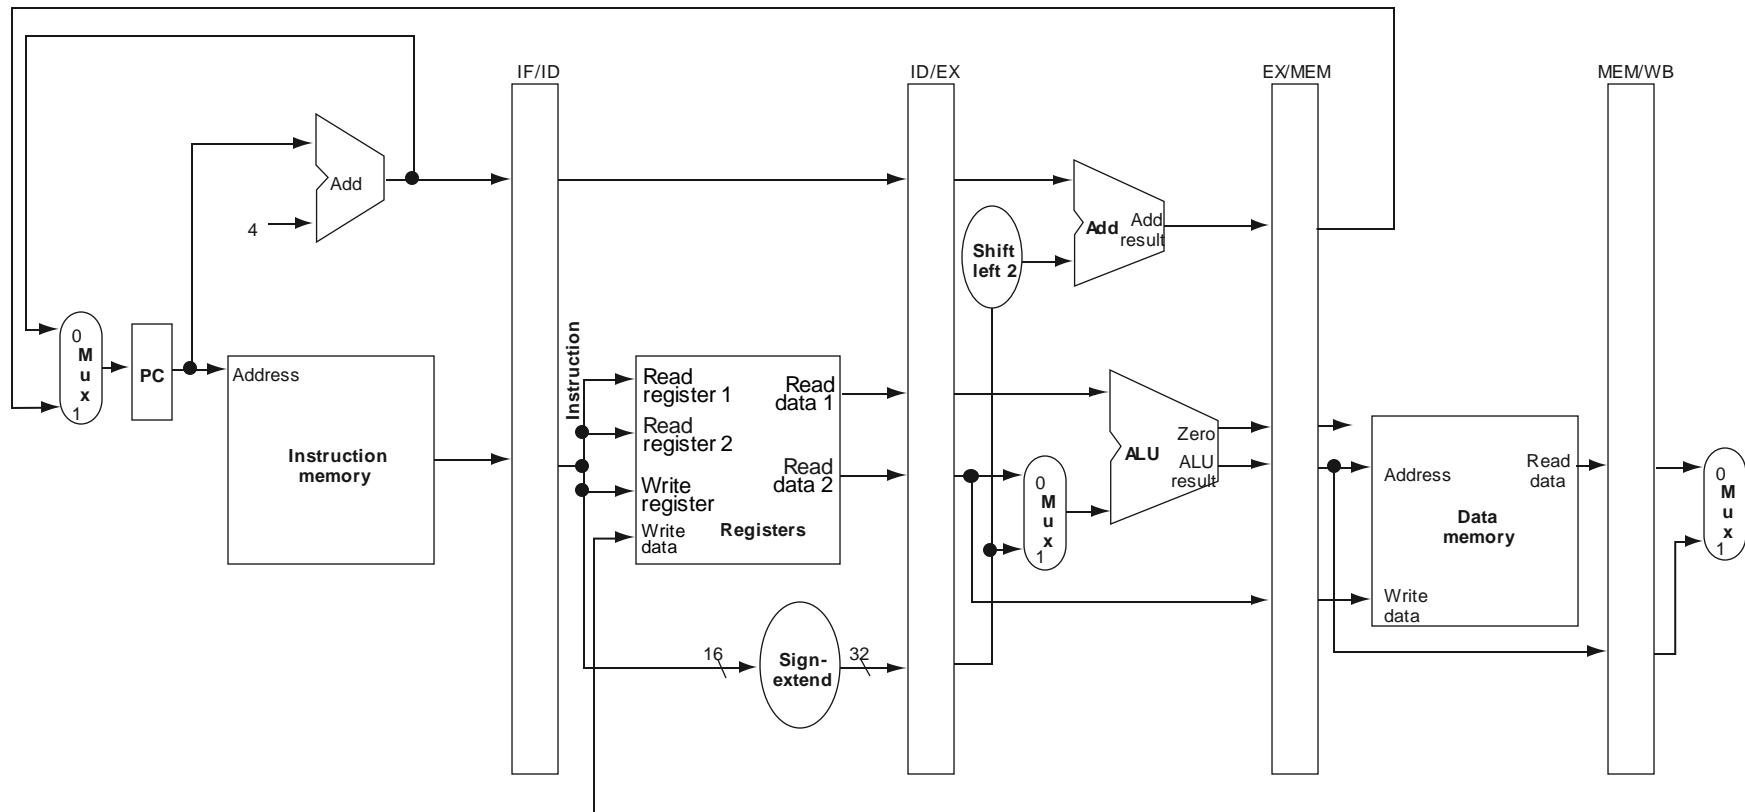 IF/ID
ID/EX
EX/MEM
MEM/WB
Add
4
Add
Add
result
Shift
left 2
0
M
u
x
1
PC
Address
Instruction
memory
Instruction
Read
register 1
Read
register 2
Write
register
Write
data
Read
data 1
Read
data 2
Registers
16
Sign-
extend
32
0
M
u
x
1
Zero
ALU
ALU
result
Address
Read
data
Data
memory
Write
data
0
M
u
x
1